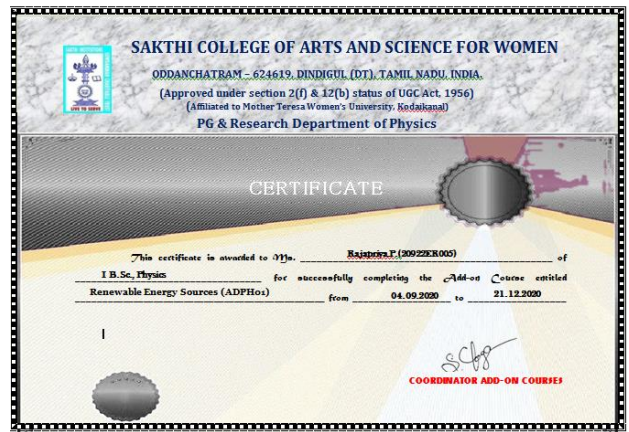 SAKTHI COLLEGE OF ARTS AND SCIENCE FOR WOMEN
ODDANCHATRAM – 624619, DINDIGUL (DT), TAMIL NADU, INDIA.
(Approved under section 2(f) & 12(b) status of UGC Act, 1956)
(Affiliated to Mother Teresa Women's University, Kodaikanal)
PG & Research Department of Physics
LIVE TO SERVE
CERTIFICATE
This certificate is awarded to Ms. (20922ER005) of
I B.Sc., Physics for successfully completing the Add-on Course entitled
Renewable Energy Sources (ADPH01) from 04.09.2020 to 21.12.2020
COORDINATOR ADD-ON COURSES